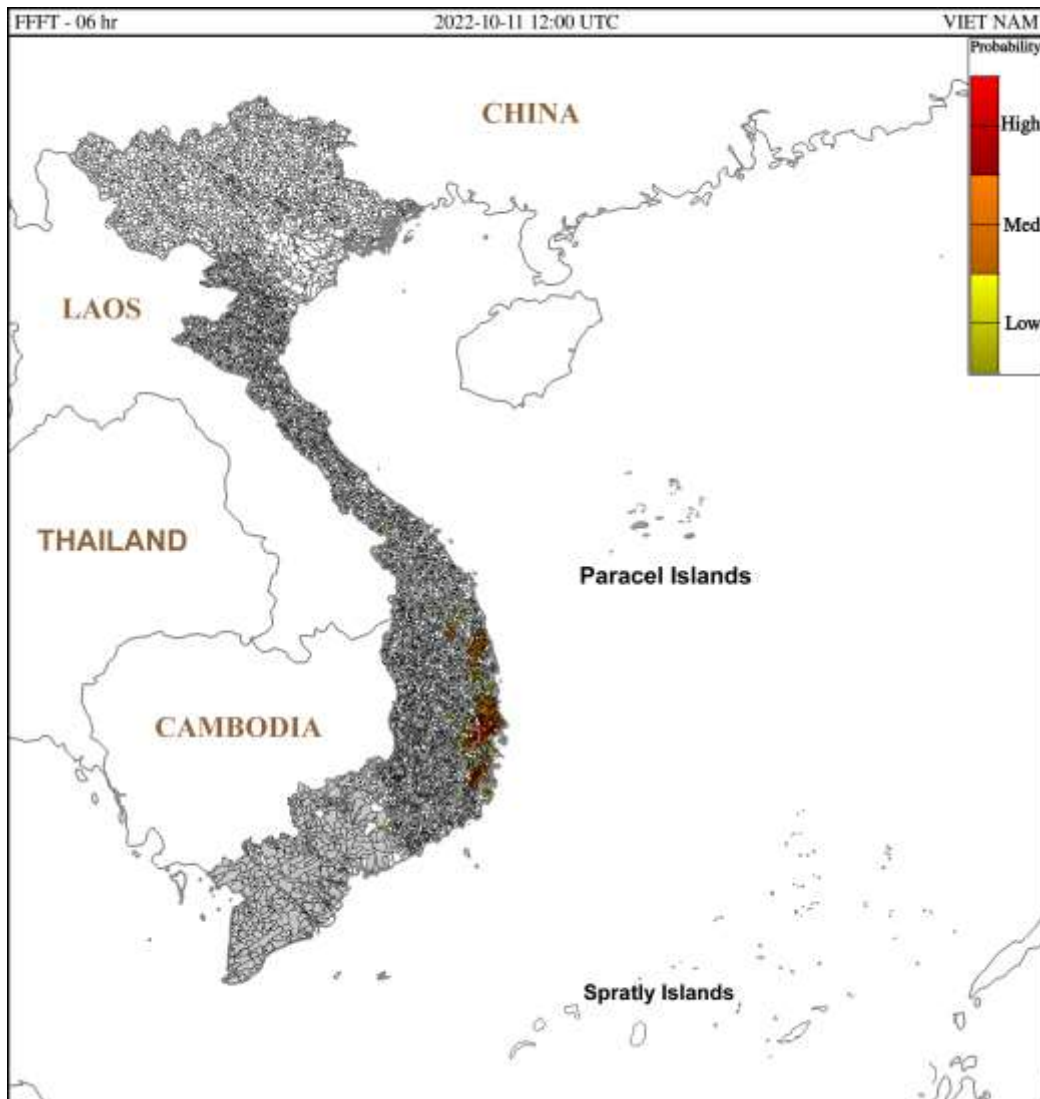 FFFT - 06 hr 2022-10-11 12:00 UTC VIET NAM
Probability
CHINA
High
Med
LAOS
Low
THAILAND
Paracel Islands
CAMBODIA
Spratly Islands